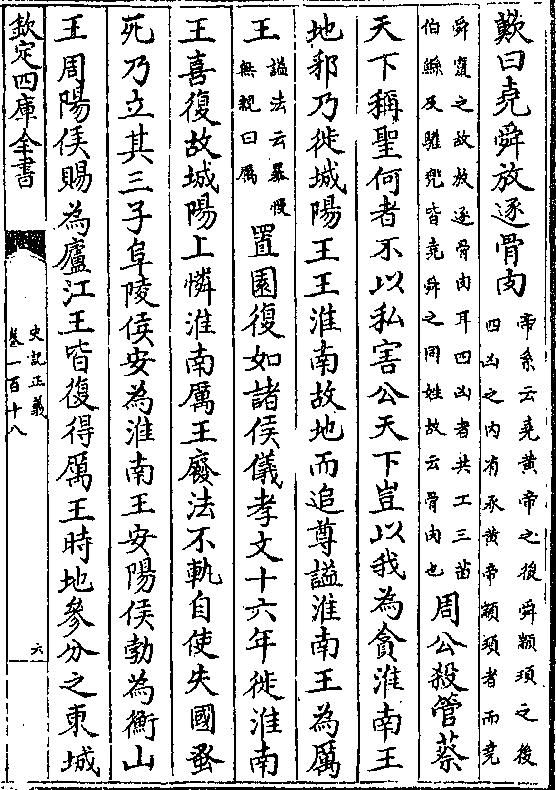 歎曰堯舜放逐骨肉
帝系云堯黄帝之後舜顓頊之後
四凶之内有承黄帝顓頊者而堯
舜竄之故放逐骨肉耳四凶者共工三苗
伯鯀及驩兜皆堯舜之同姓故云骨肉也
周公殺管蔡
天下稱聖何者不以私害公天下豈以我為貪淮南王
地邪乃徙城陽王王淮南故地而追尊謚淮南王為厲
王
謚法云暴慢
無親曰厲
置園復如諸侯儀孝文十六年徙淮南
王喜復故城陽上憐淮南厲王廢法不軌自使失國蚤
死乃立其三子阜陵侯安為淮南王安陽侯勃為衡山
王周陽侯賜為廬江王皆復得厲王時地參分之東城
欽定四庫全書
史記正義
卷一百十八
六